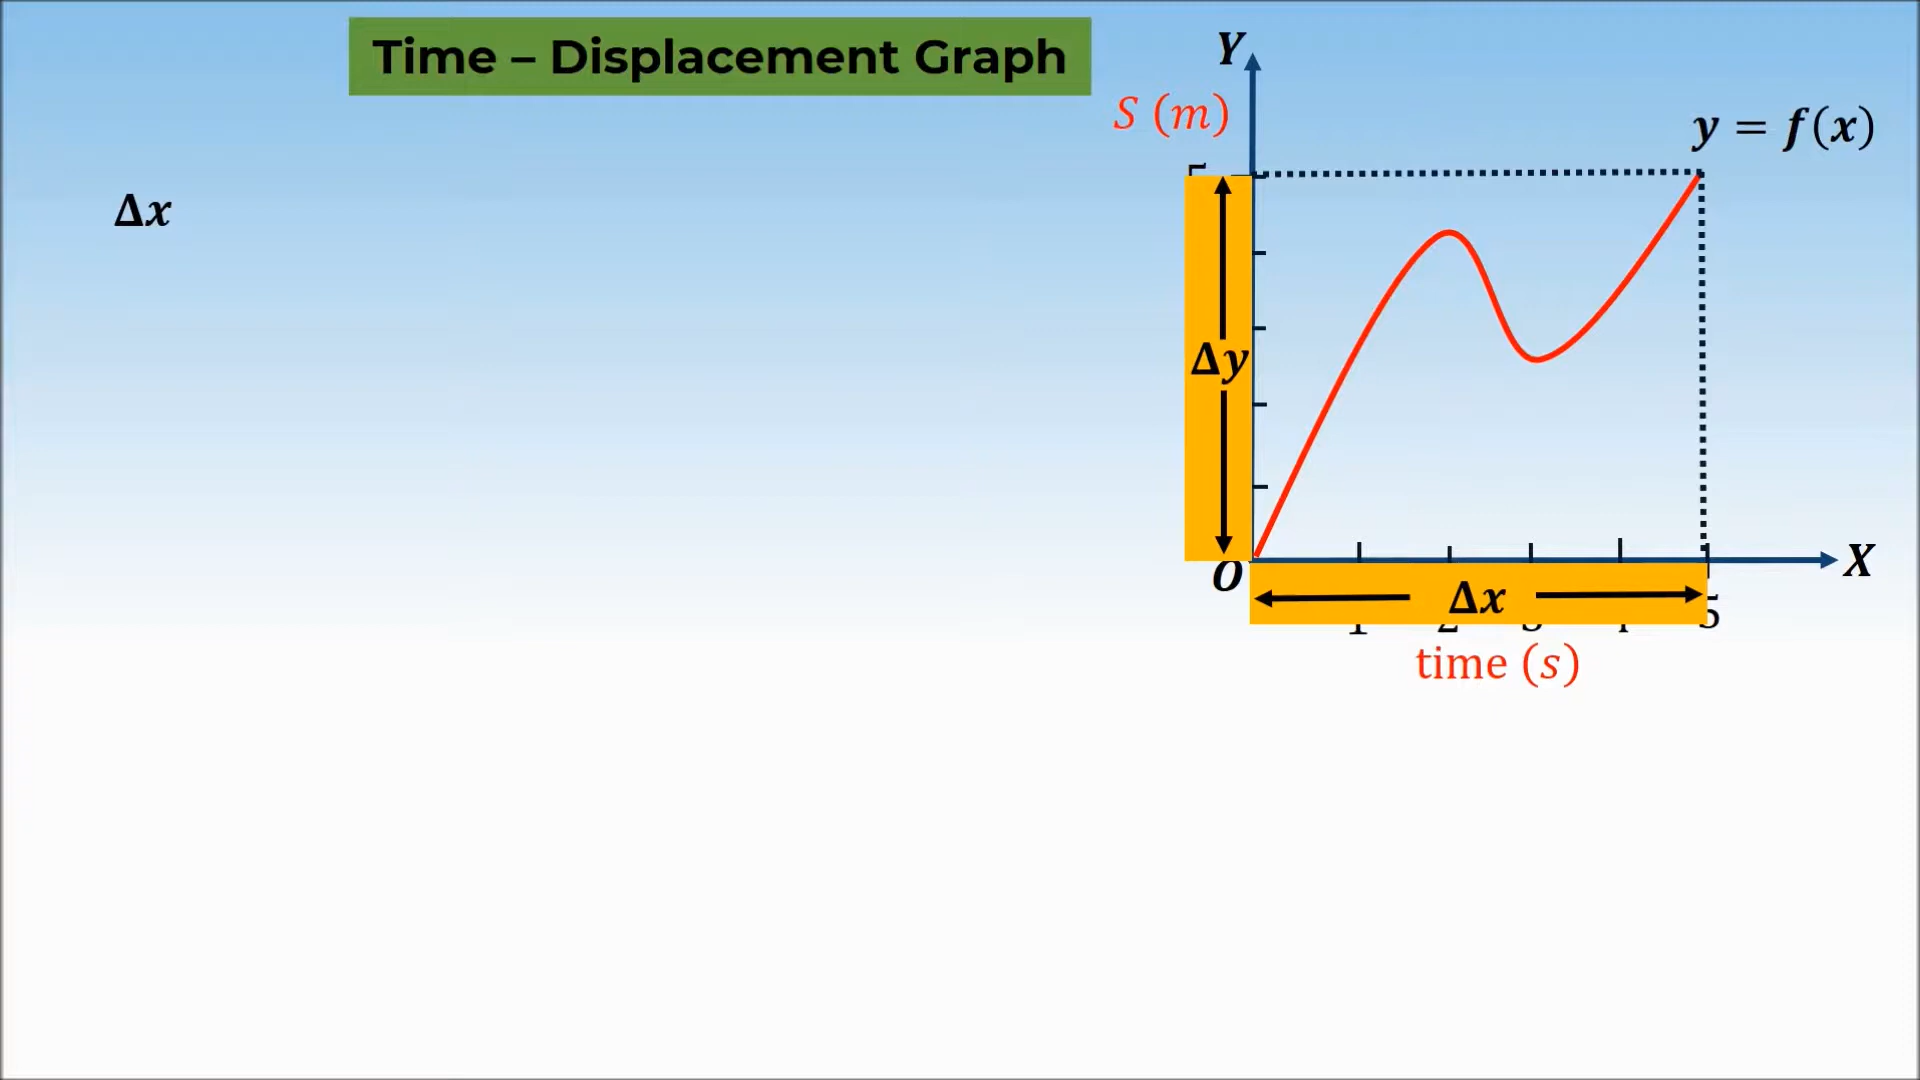 Time – Displacement Graph
Y
S (m)
y = f(x)
Δx
Δy
O
X
Δx
5
time (s)